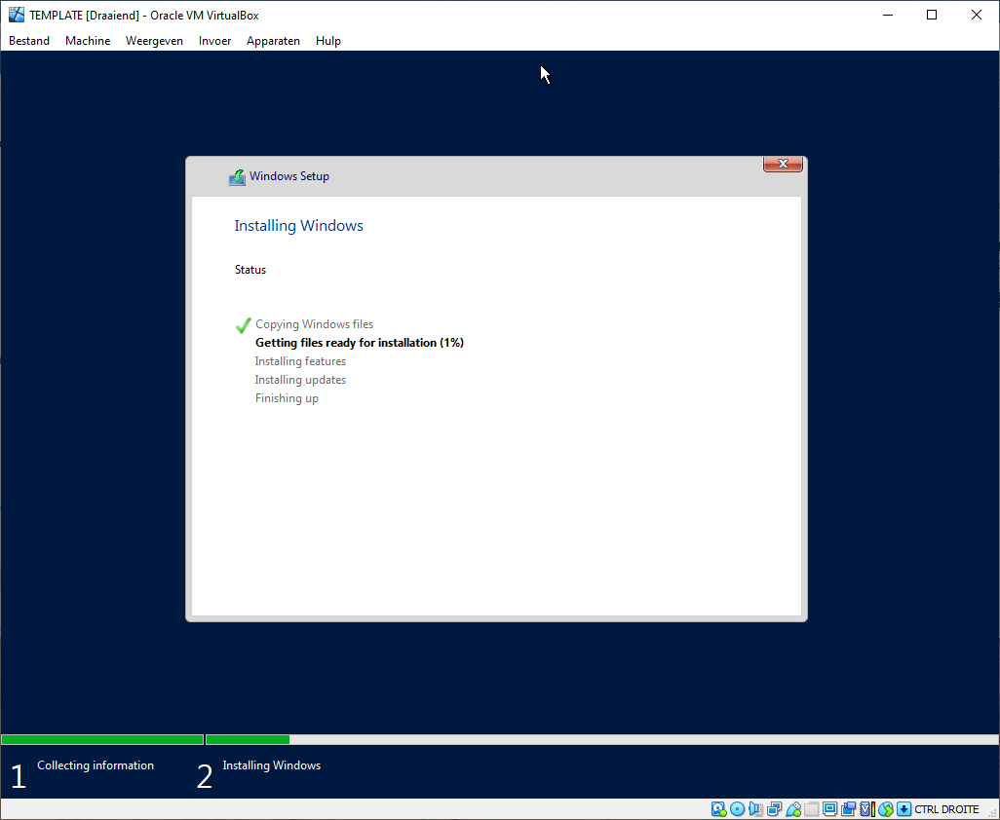 TEMPLATE [Draaiend] - Oracle VM VirtualBox
Bestand Machine Weergeven Invoer Apparaten Hulp
Windows Setup
Installing Windows
Status
Copying Windows files
Getting files ready for installation (1%)
Installing features
Installing updates
Finishing up
1 Collecting information 2 Installing Windows
CTRL DROITE